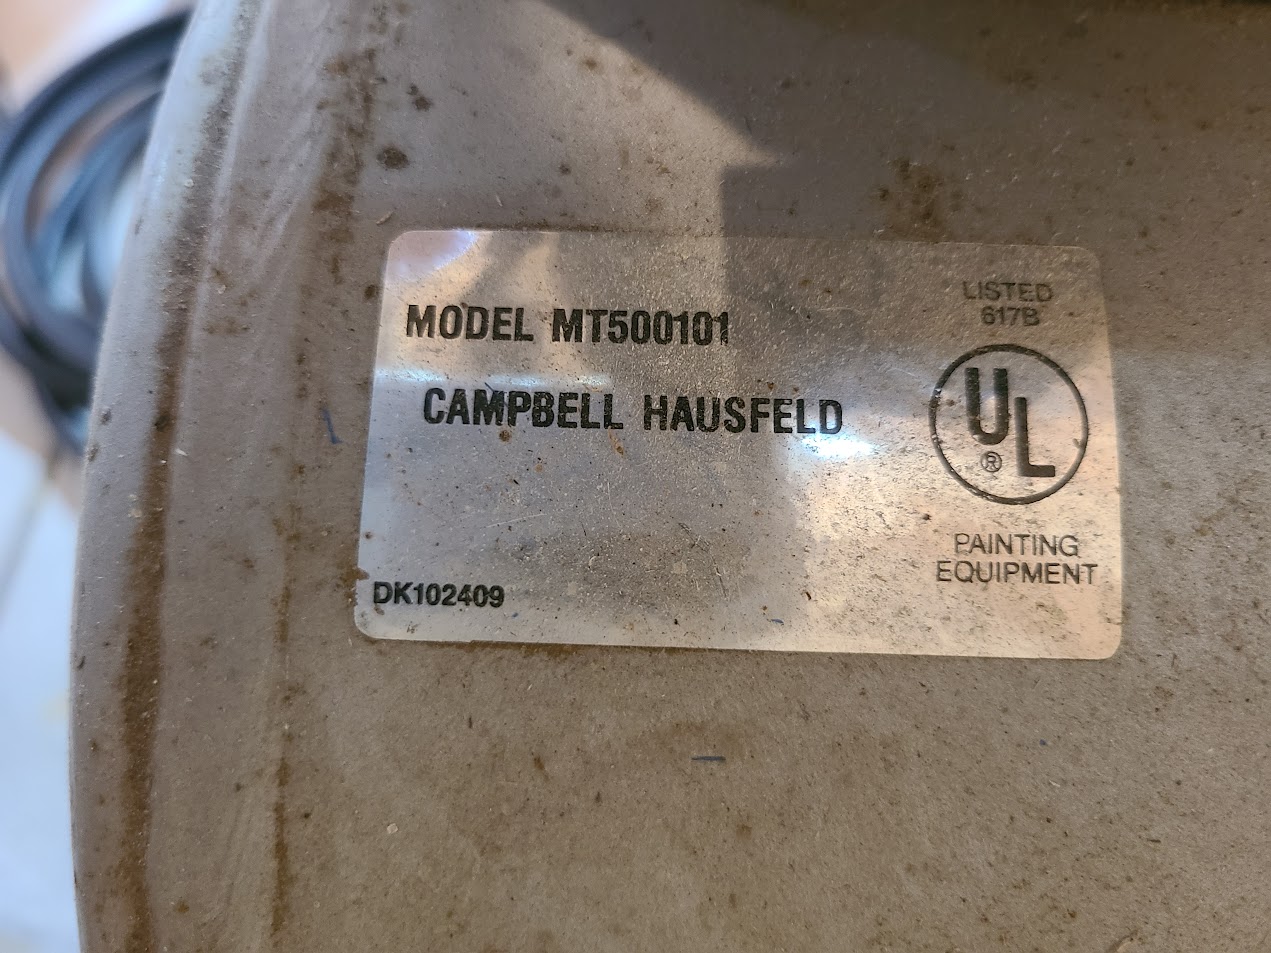 MODEL MT500101
CAMPBELL HAUSFELD
DK102409
LISTED
617B
UL
®
PAINTING
EQUIPMENT